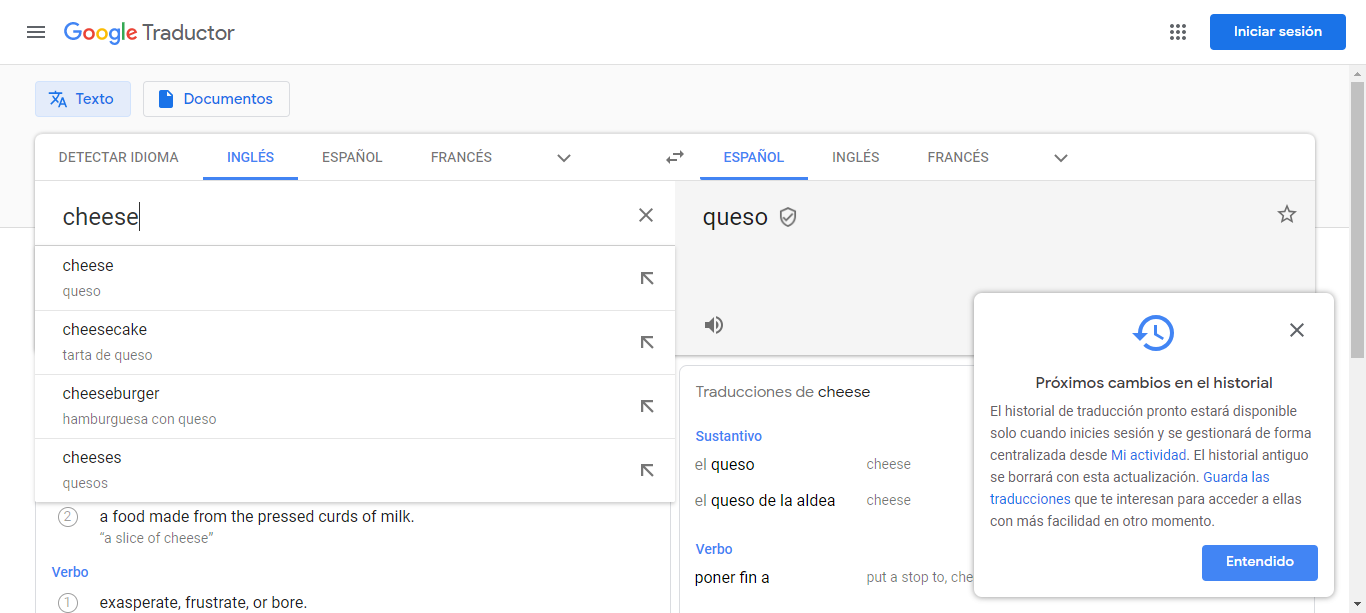 Google Traductor
Iniciar sesión
Texto
Documentos
DETECTAR IDIOMA INGLÉS ESPAÑOL FRANCÉS
ESPAÑOL INGLÉS FRANCÉS
cheese
queso
cheese
queso
cheesecake
tarta de queso
cheeseburger
hamburguesa con queso
cheeses
quesos
2 a food made from the pressed curds of milk.
“a slice of cheese”
Verbo
1 exasperate, frustrate, or bore.
Traducciones de cheese
Sustantivo
el queso cheese
el queso de la aldea cheese
Verbo
poner fin a put a stop to, che
Próximos cambios en el historial
El historial de traducción pronto estará disponible
solo cuando inicies sesión y se gestionará de forma
centralizada desde Mi actividad. El historial antiguo
se borrará con esta actualización. Guarda las
traducciones que te interesan para acceder a ellas
con más facilidad en otro momento.
Entendido